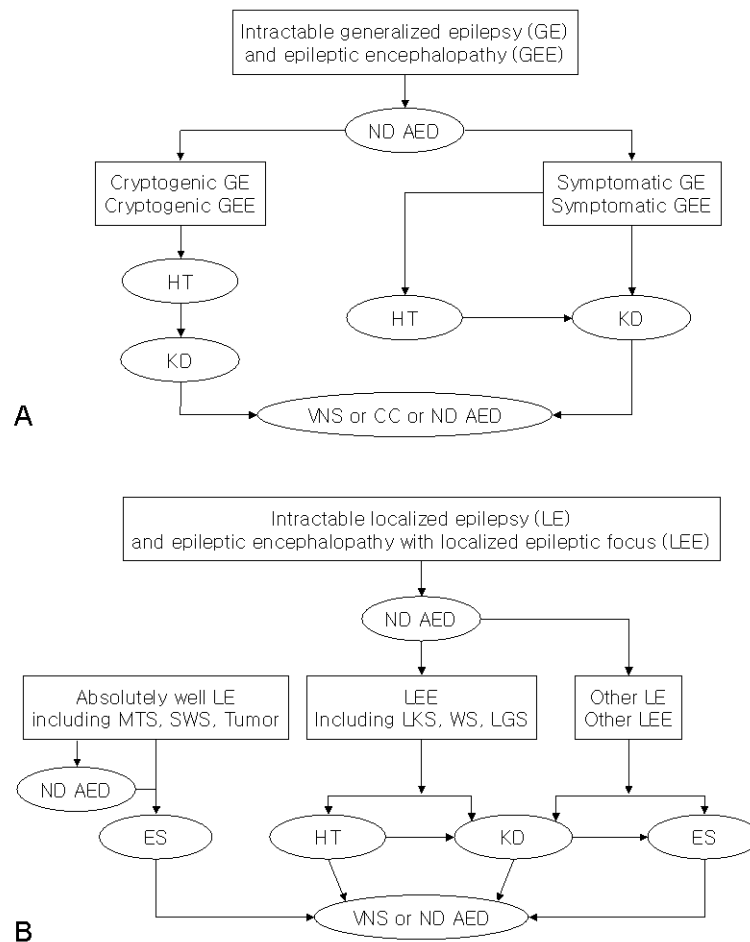 Intractable generalized epilepsy (GE)
and epileptic encephalopathy (GEE)
ND AED
Cryptogenic GE
Cryptogenic GEE
Symptomatic GE
Symptomatic GEE
HT
HT
KD
KD
VNS or CC or ND AED
A
Intractable localized epilepsy (LE)
and epileptic encephalopathy with localized epileptic focus (LEE)
ND AED
Absolutely well LE
including MTS, SWS, Tumor
LEE
Including LKS, WS, LGS
Other LE
Other LEE
ND AED
ES
HT
KD
ES
VNS or ND AED
B